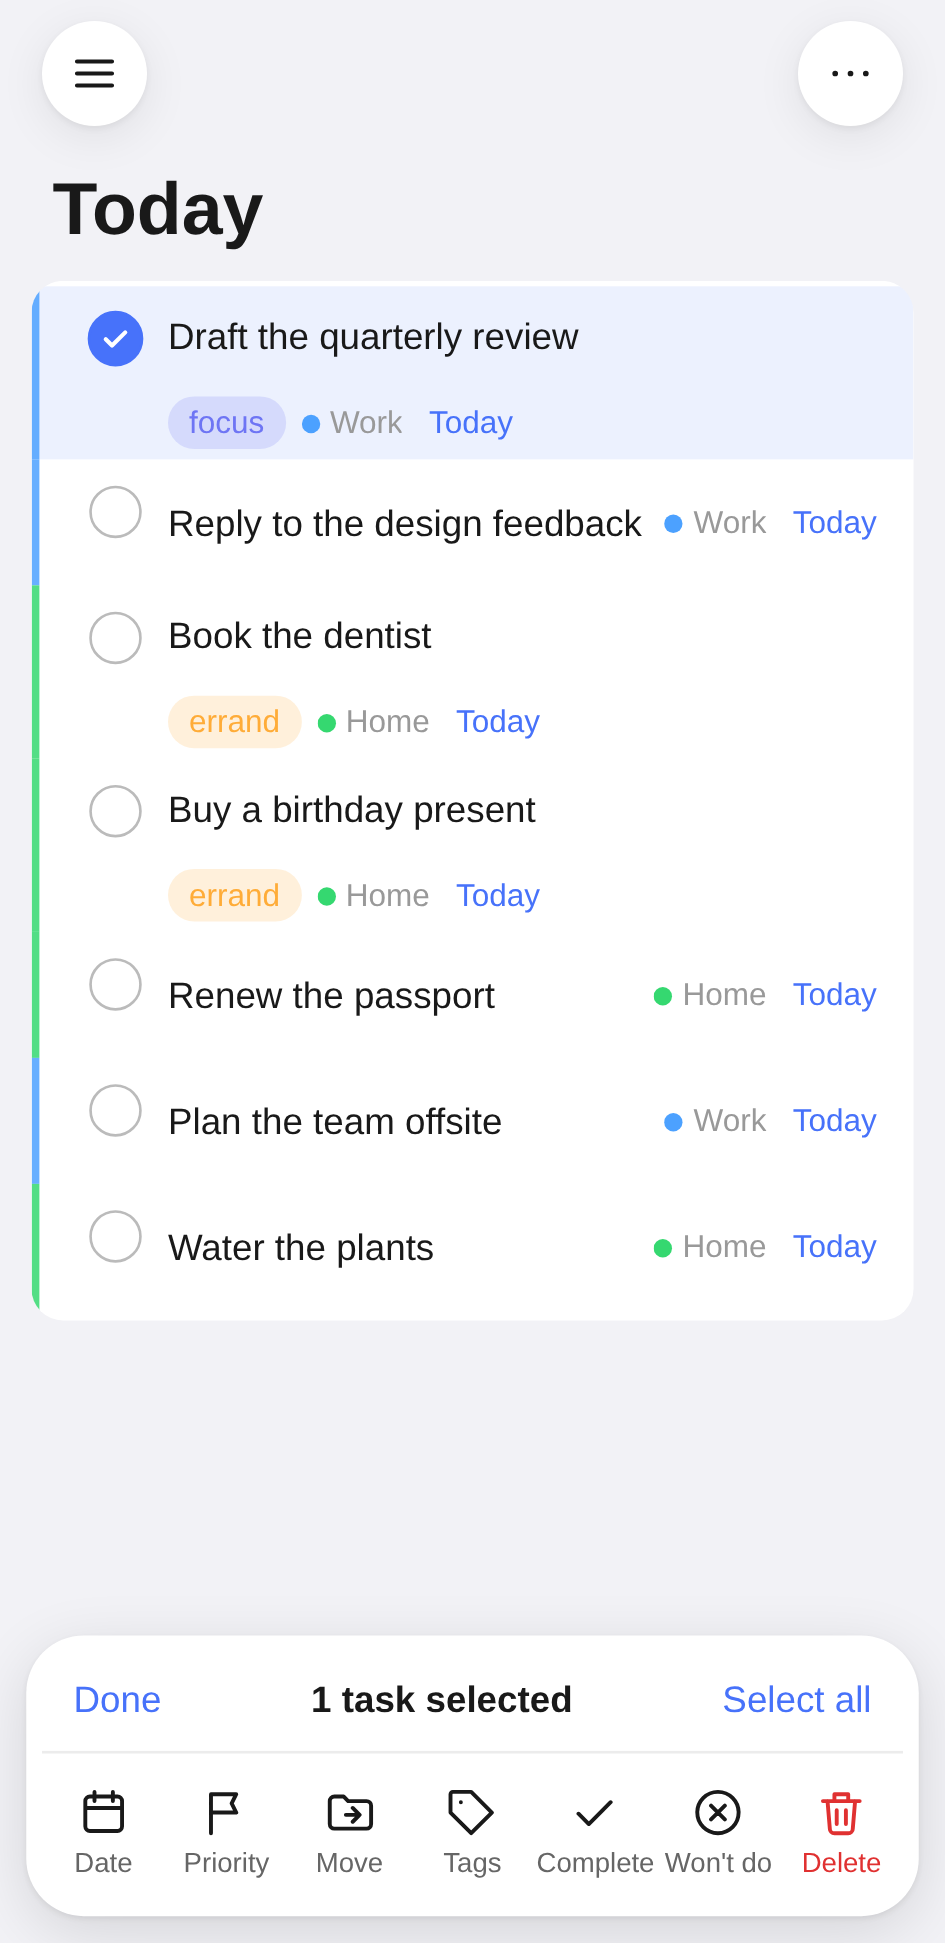 Today
Draft the quarterly review
focus Work Today
Reply to the design feedback Work Today
Book the dentist
errand Home Today
Buy a birthday present
errand Home Today
Renew the passport Home Today
Plan the team offsite Work Today
Water the plants Home Today
Done 1 task selected Select all
Date Priority Move Tags Complete Won't do Delete